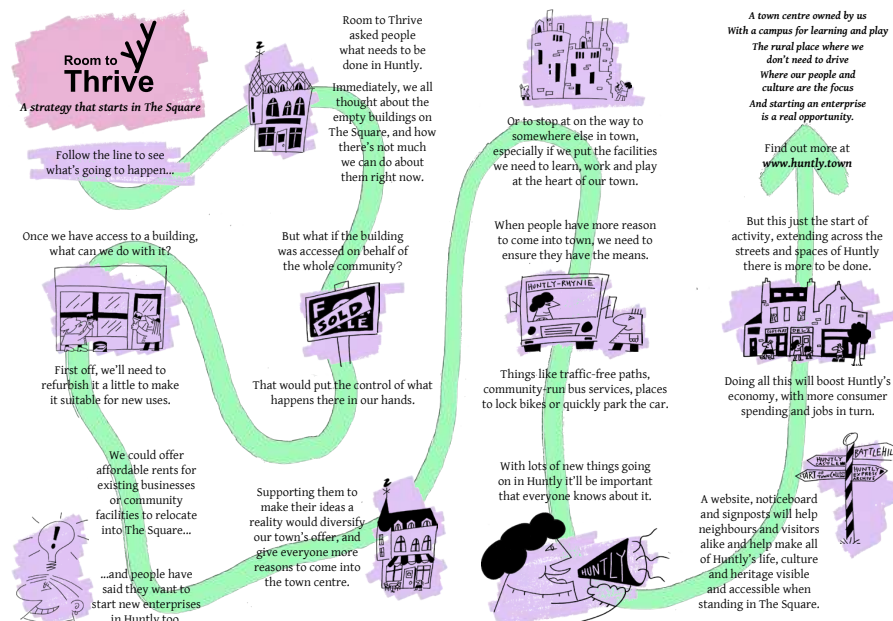 Room to
Thrive
A strategy that starts in The Square
Follow the line to see
what's going to happen...
Room to Thrive
asked people
what needs to be
done in Huntly.
Immediately, we all
thought about the
empty buildings on
The Square, and how
there's not much
we can do about
them right now.
But what if the building
was accessed on behalf of
the whole community?
SOLD
That would put the control of what
happens there in our hands.
Once we have access to a building,
what can we do with it?
First off, we'll need to
refurbish it a little to make
it suitable for new uses.
We could offer
affordable rents for
existing businesses
or community
facilities to relocate
into The Square...
!
...and people have
said they want to
start new enterprises
in Huntly too.
Supporting them to
make their ideas a
reality would diversify
our town's offer, and
give everyone more
reasons to come into
the town centre.
Or to stop at on the way to
somewhere else in town,
especially if we put the facilities
we need to learn, work and play
at the heart of our town.
When people have more reason
to come into town, we need to
ensure they have the means.
HUNTLY-RHYNIE
Things like traffic-free paths,
community-run bus services, places
to lock bikes or quickly park the car.
With lots of new things going
on in Huntly it'll be important
that everyone knows about it.
HUNTLY
A website, noticeboard
and signposts will help
neighbours and visitors
alike and help make all
of Huntly's life, culture
and heritage visible
and accessible when
standing in The Square.
BATTLEHIL
HUNTLY
CASTLE
HUNTLY
EXPRESS
ARCHIVE
Doing all this will boost Huntly's
economy, with more consumer
spending and jobs in turn.
DELI
But this just the start of
activity, extending across the
streets and spaces of Huntly
there is more to be done.
Find out more at
www.huntly.town
A town centre owned by us
With a campus for learning and play
The rural place where we
don't need to drive
Where our people and
culture are the focus
And starting an enterprise
is a real opportunity.